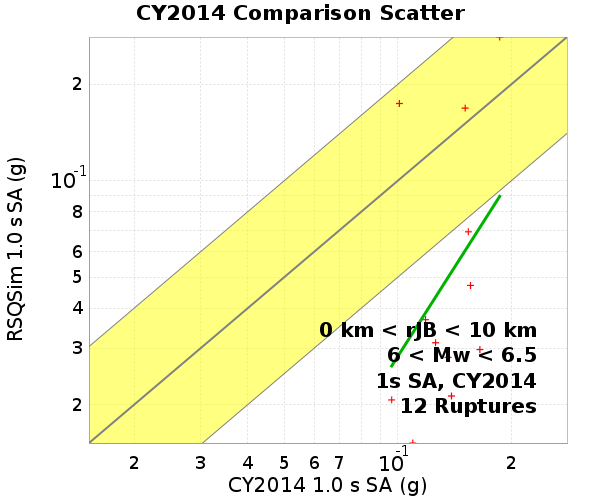 CY2014 Comparison Scatter
RSQSim 1.0 s SA (g)
2
10-1
8
6
5
4
3
2
0 km < rJB < 10 km
6 < Mw < 6.5
1s SA, CY2014
12 Ruptures
2 3 4 5 6 7 10-1 2
CY2014 1.0 s SA (g)